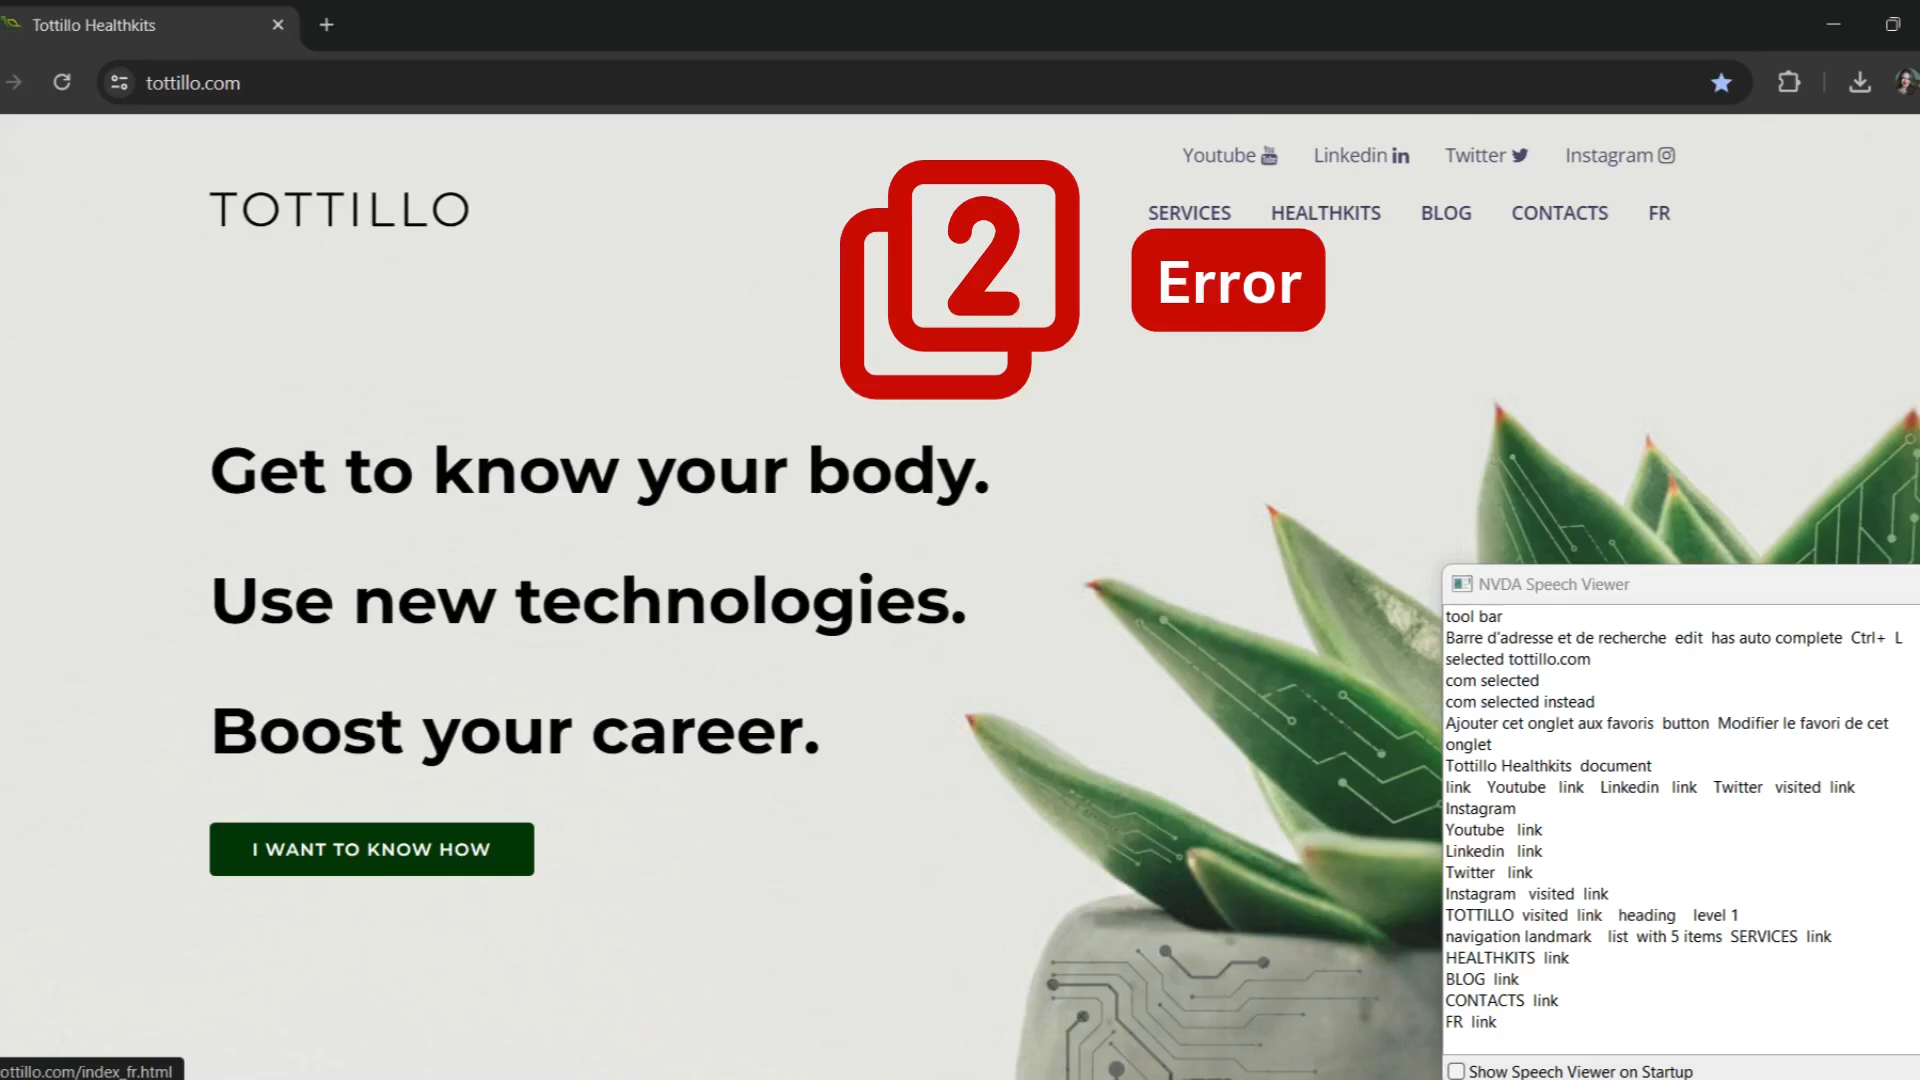 Tottillo Healthkits
tottillo.com
Youtube Linkedin in Twitter Instagram
TOTTILLO
SERVICES HEALTHKITS BLOG CONTACTS FR
2
Error
Get to know your body.
Use new technologies.
Boost your career.
I WANT TO KNOW HOW
NVDA Speech Viewer
tool bar
Barre d'adresse et de recherche edit has auto complete Ctrl+ L
selected tottillo.com
com selected
com selected instead
Ajouter cet onglet aux favoris button Modifier le favori de cet
onglet
Tottillo Healthkits document
link Youtube link Linkedin link Twitter visited link
Instagram
Youtube link
Linkedin link
Twitter link
Instagram visited link
TOTTILLO visited link heading level 1
navigation landmark list with 5 items SERVICES link
HEALTHKITS link
BLOG link
CONTACTS link
FR link
Show Speech Viewer on Startup
ottillo.com/index_fr.html